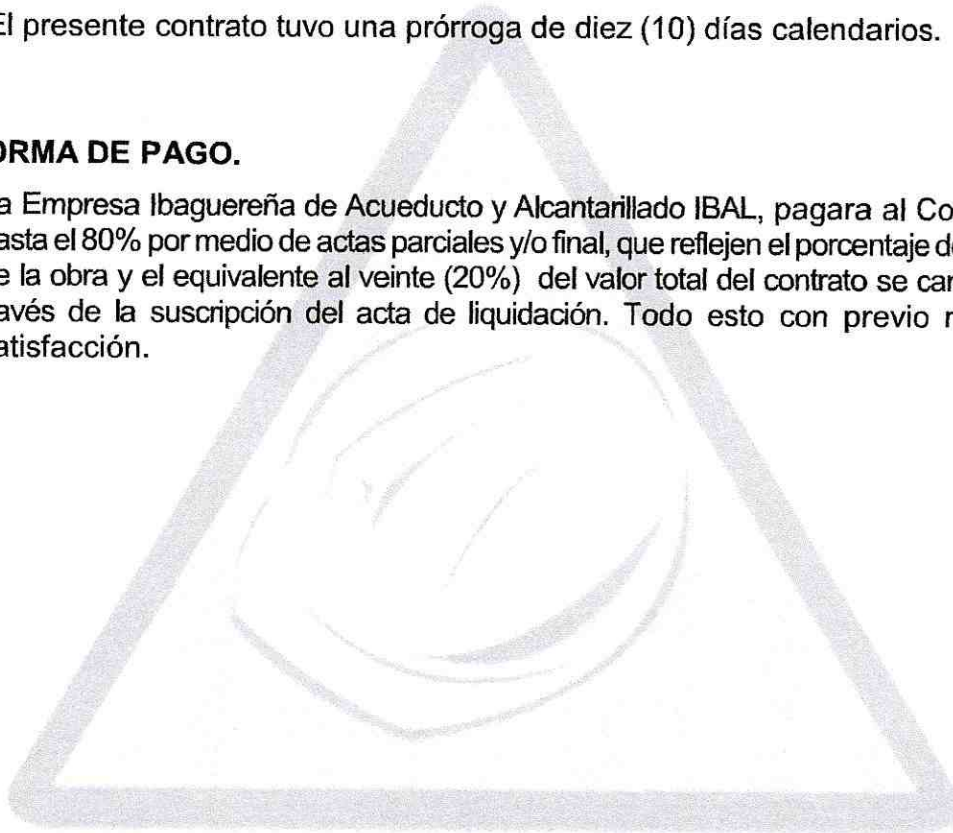 El presente contrato tuvo una prórroga de diez (10) días calendarios.
ORMA DE PAGO.
a Empresa Ibaguereña de Acueducto y Alcantarillado IBAL, pagara al Co
asta el 80% por medio de actas parciales y/o final, que reflejen el porcentaje d
e la obra y el equivalente al veinte (20%) del valor total del contrato se can
avés de la suscripción del acta de liquidación. Todo esto con previo r
atisfacción.